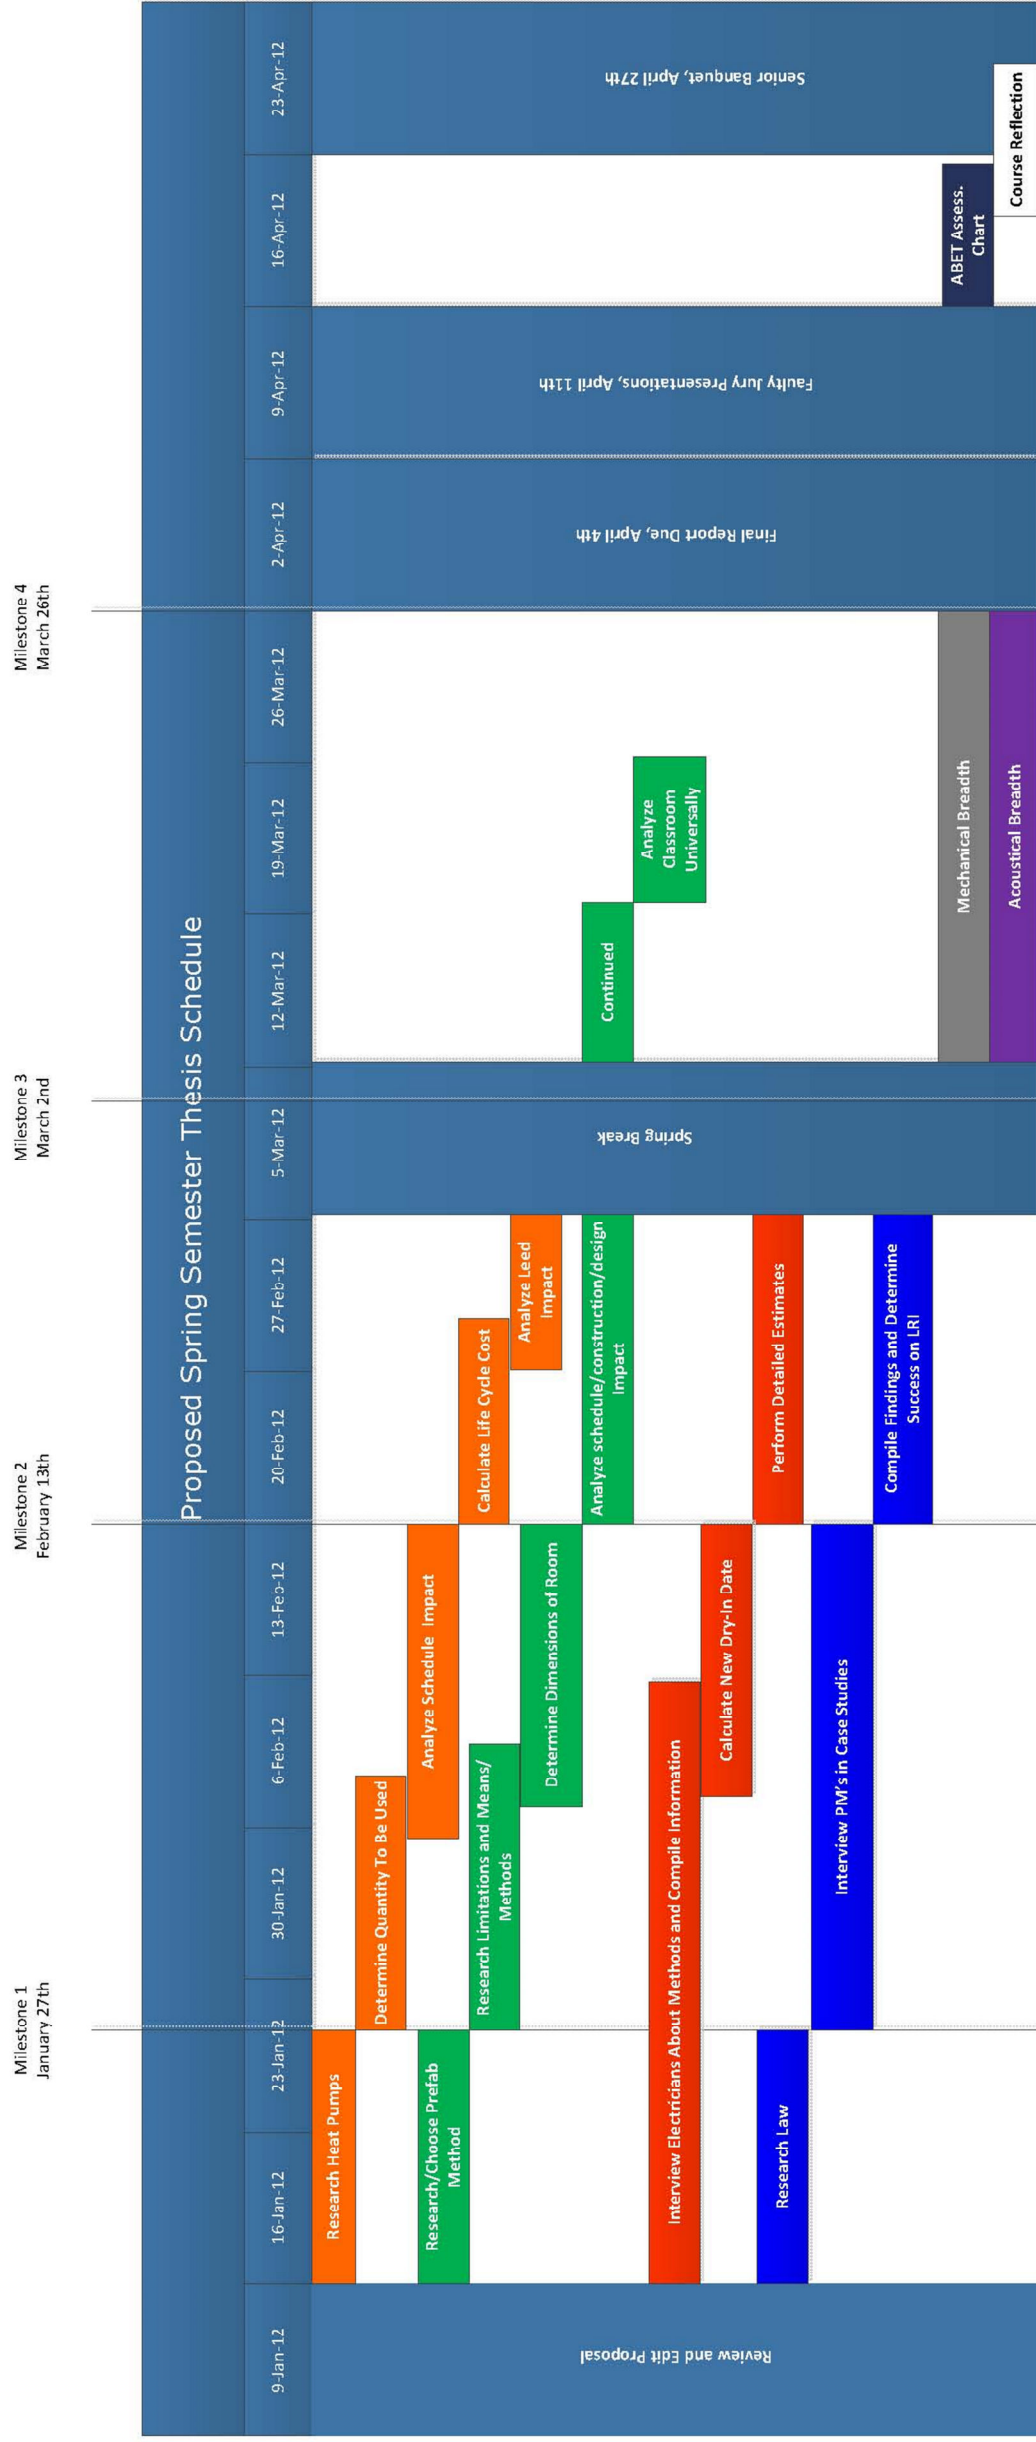 Milestone 1
January 27th
Milestone 2
February 13th
Milestone 3
March 2nd
Milestone 4
March 26th
Proposed Spring Semester Thesis Schedule
9-Jan-12
16-Jan-12
23-Jan-12
30-Jan-12
6-Feb-12
13-Feb-12
20-Feb-12
27-Feb-12
5-Mar-12
12-Mar-12
19-Mar-12
26-Mar-12
2-Apr-12
9-Apr-12
16-Apr-12
23-Apr-12
Review and Edit Proposal
Research Heat Pumps
Determine Quantity To Be Used
Analyze Schedule Impact
Calculate Life Cycle Cost
Analyze Leed
Impact
Research/Choose Prefab
Method
Research Limitations and Means/
Methods
Determine Dimensions of Room
Analyze schedule/construction/design
Impact
Spring Break
Continued
Analyze
Classroom
Universally
Interview Electricians About Methods and Compile Information
Calculate New Dry-In Date
Perform Detailed Estimates
Research Law
Interview PM's in Case Studies
Compile Findings and Determine
Success on LRI
Mechanical Breadth
Acoustical Breadth
Final Report Due, April 4th
Faulty Jury Presentations, April 11th
ABET Assess.
Chart
Course Reflection
Senior Banquet, April 27th